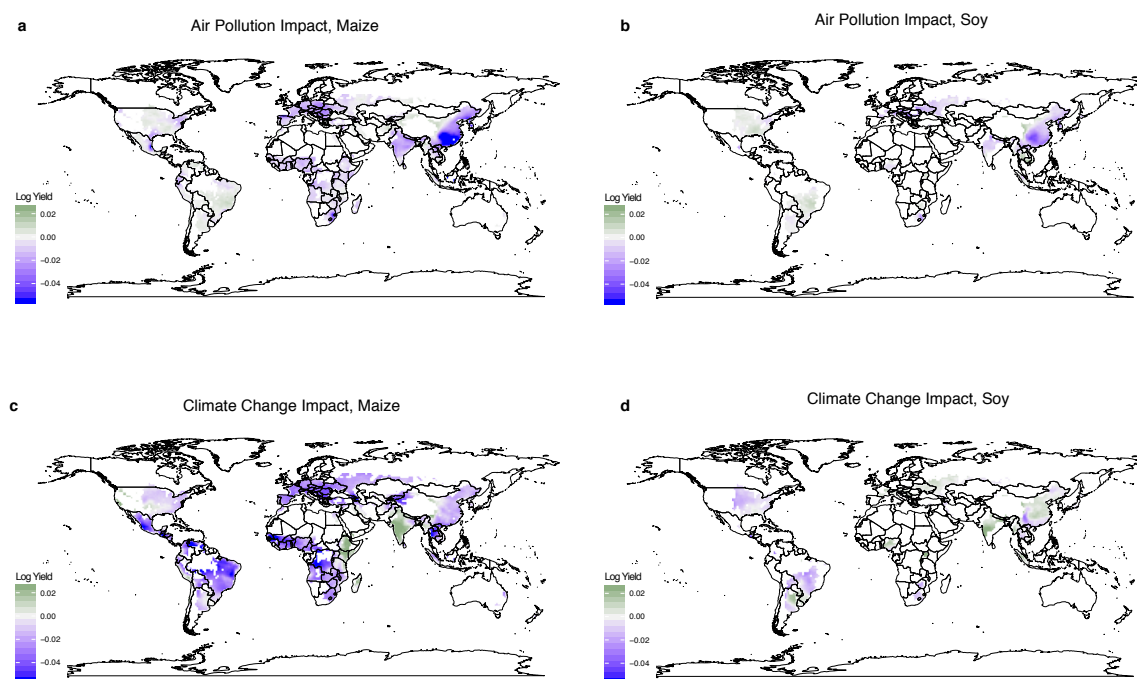 a
Air Pollution Impact, Maize
Log Yield
0.02
0.00
−0.02
−0.04
b
Air Pollution Impact, Soy
Log Yield
0.02
0.00
−0.02
−0.04
c
Climate Change Impact, Maize
Log Yield
0.02
0.00
−0.02
−0.04
d
Climate Change Impact, Soy
Log Yield
0.02
0.00
−0.02
−0.04